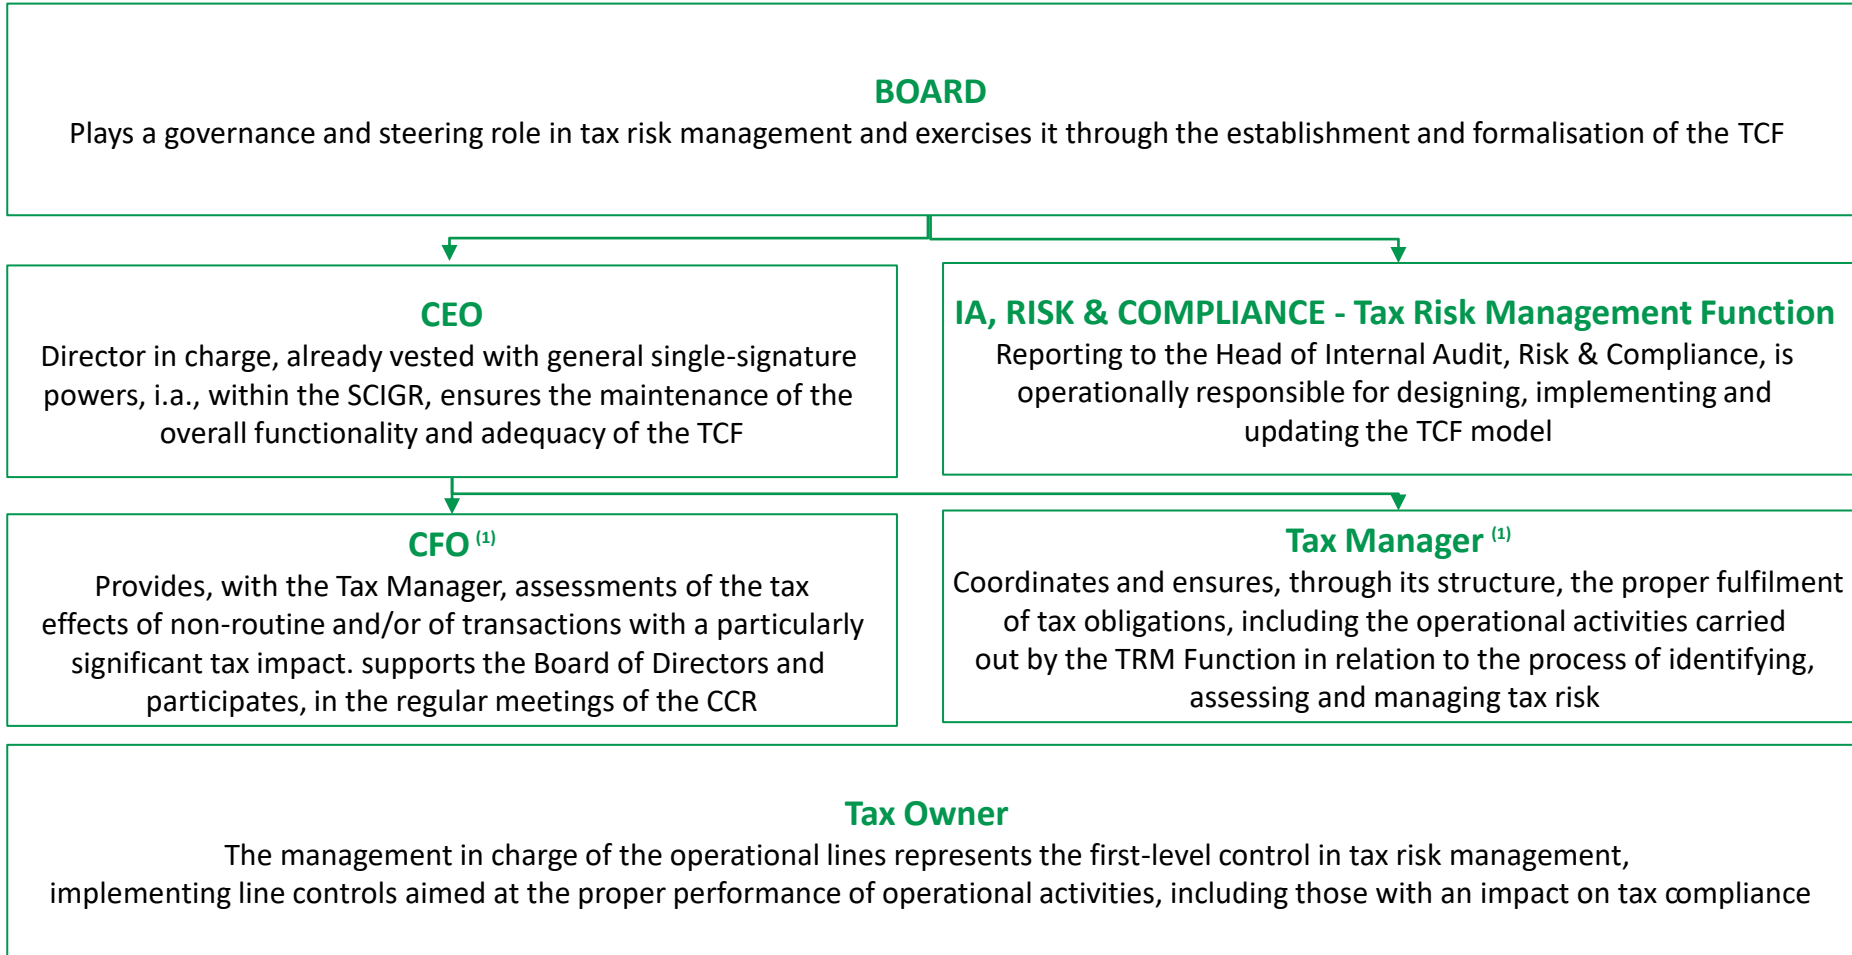 BOARD
Plays a governance and steering role in tax risk management and exercises it through the establishment and formalisation of the TCF
CEO
Director in charge, already vested with general single-signature
powers, i.a., within the SCIGR, ensures the maintenance of the
overall functionality and adequacy of the TCF
IA, RISK & COMPLIANCE - Tax Risk Management Function
Reporting to the Head of Internal Audit, Risk & Compliance, is
operationally responsible for designing, implementing and
updating the TCF model
CFO (1)
Provides, with the Tax Manager, assessments of the tax
effects of non-routine and/or of transactions with a particularly
significant tax impact. supports the Board of Directors and
participates, in the regular meetings of the CCR
Tax Manager (1)
Coordinates and ensures, through its structure, the proper fulfilment
of tax obligations, including the operational activities carried
out by the TRM Function in relation to the process of identifying,
assessing and managing tax risk
Tax Owner
The management in charge of the operational lines represents the first-level control in tax risk management,
implementing line controls aimed at the proper performance of operational activities, including those with an impact on tax compliance